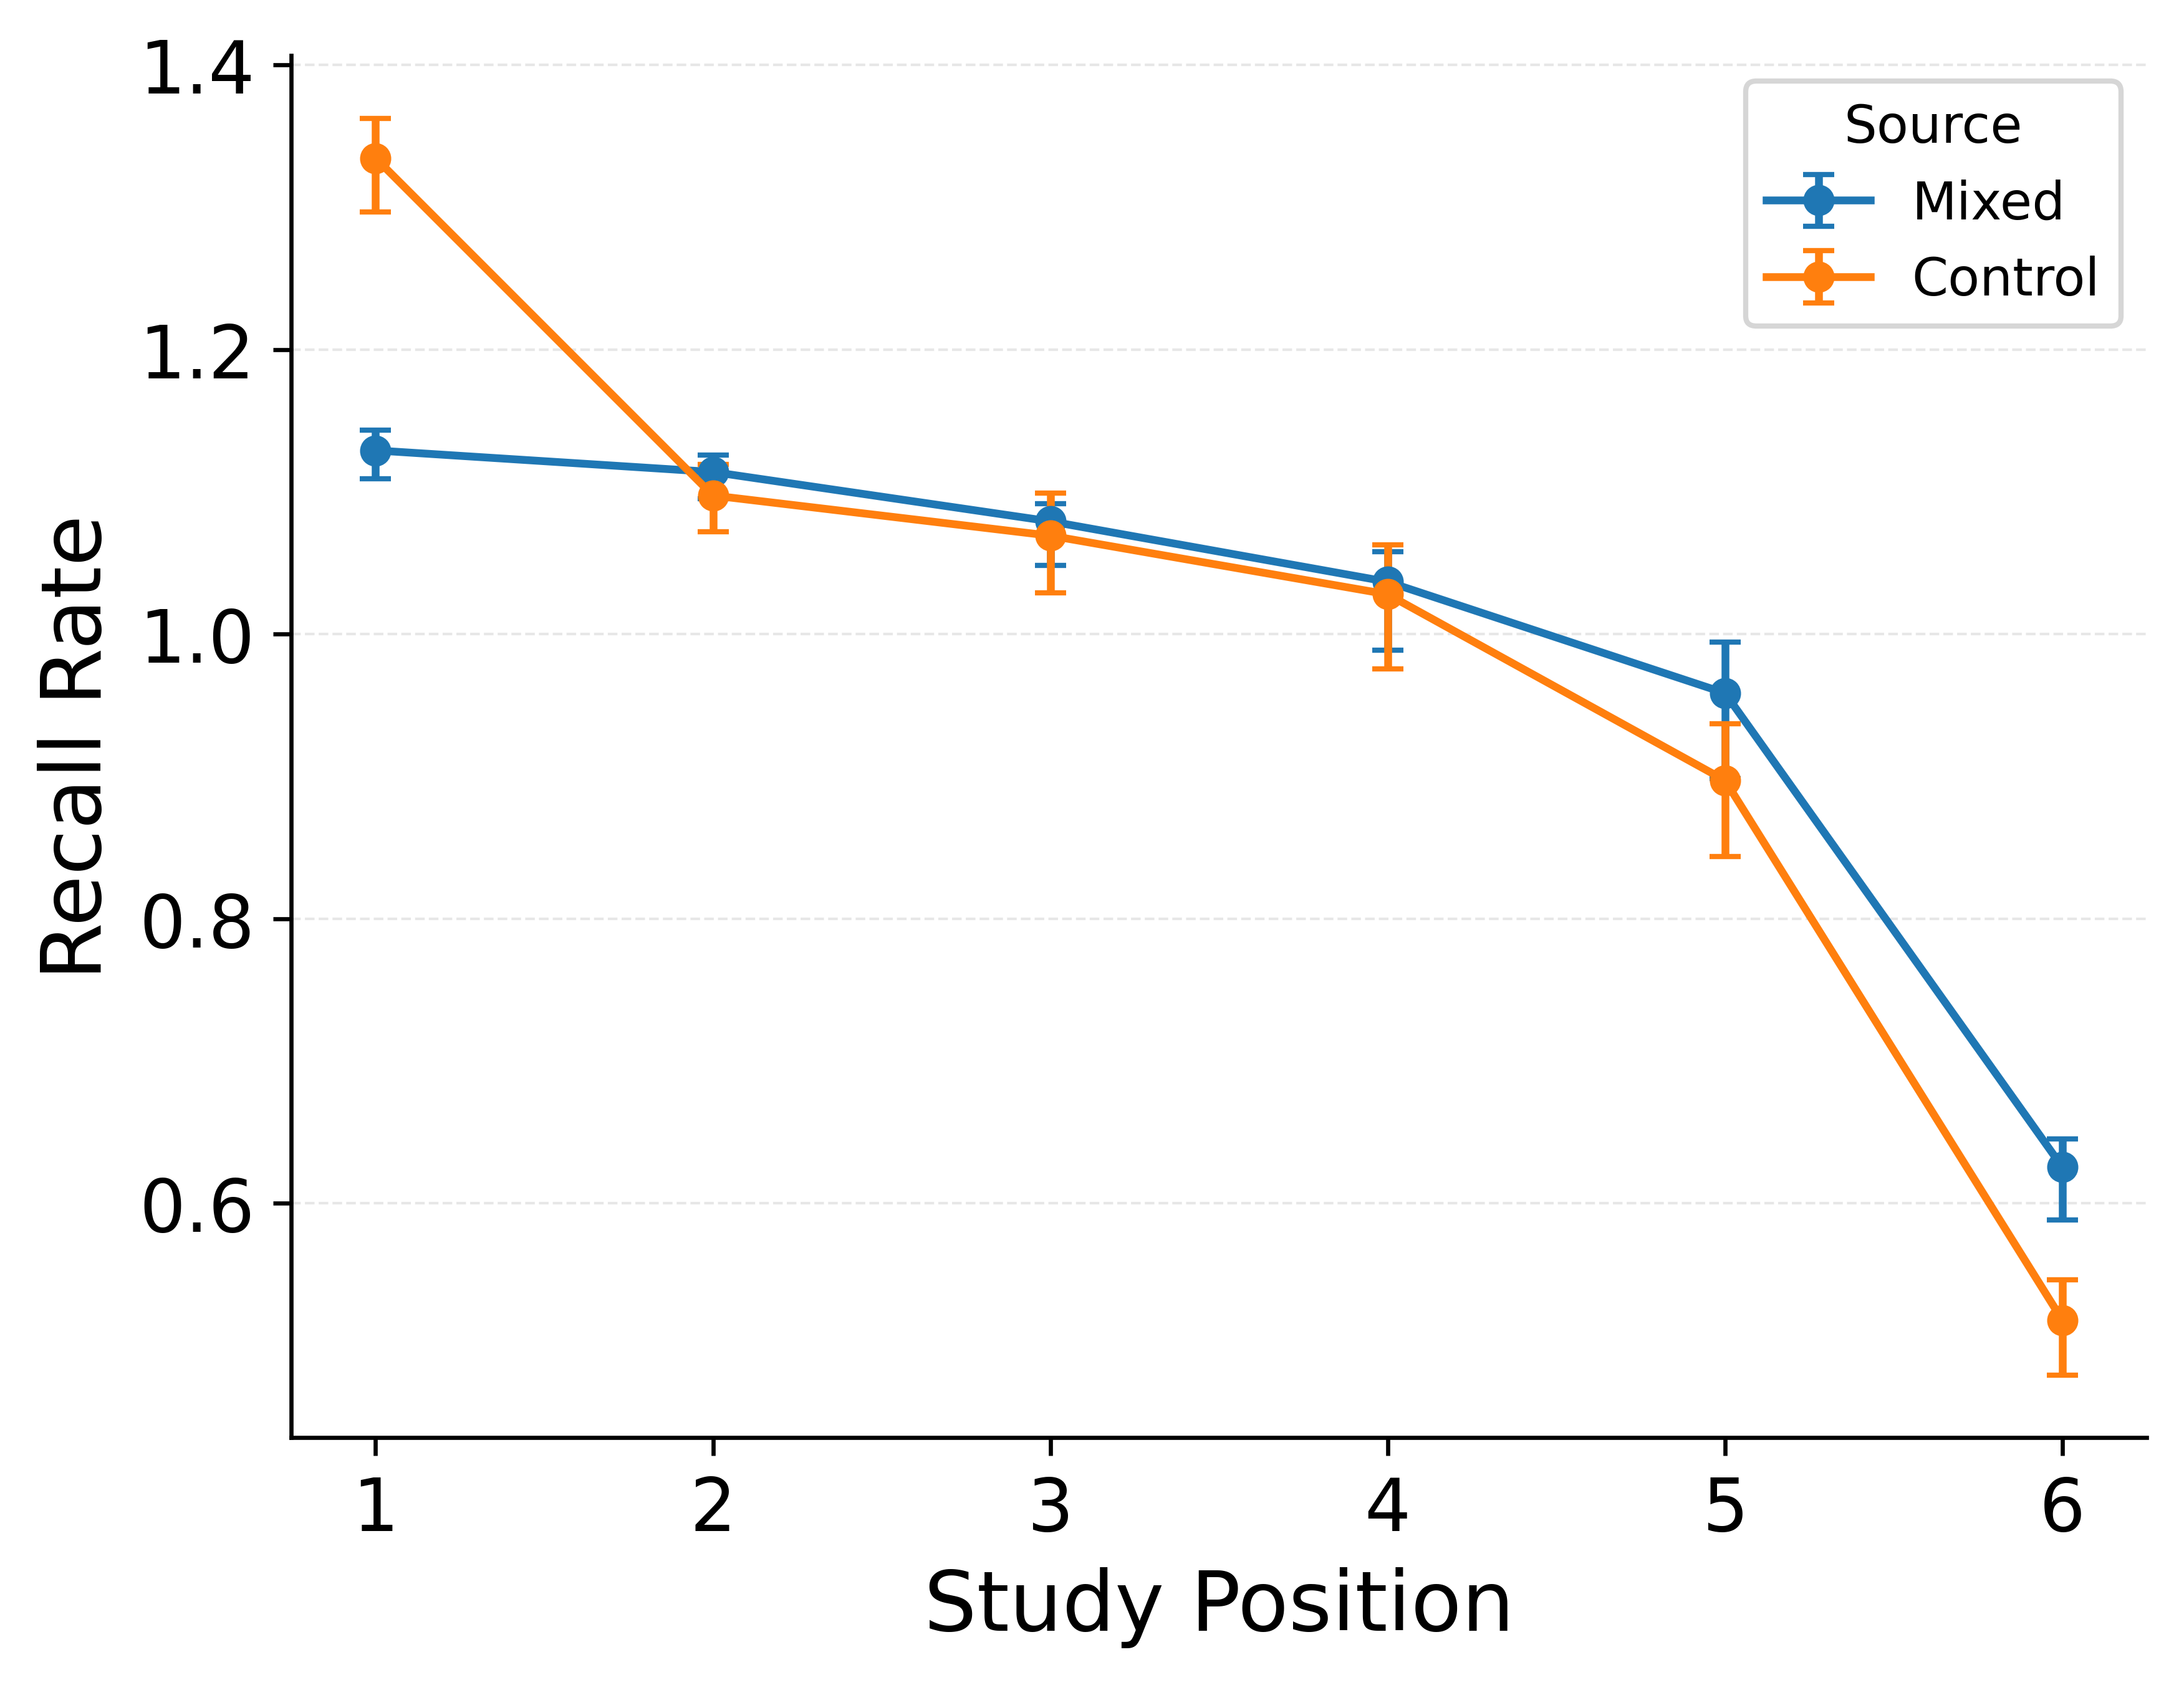 1.4
1.2
1.0
0.8
0.6
Recall Rate
Source
Mixed
Control
1 2 3 4 5 6
Study Position